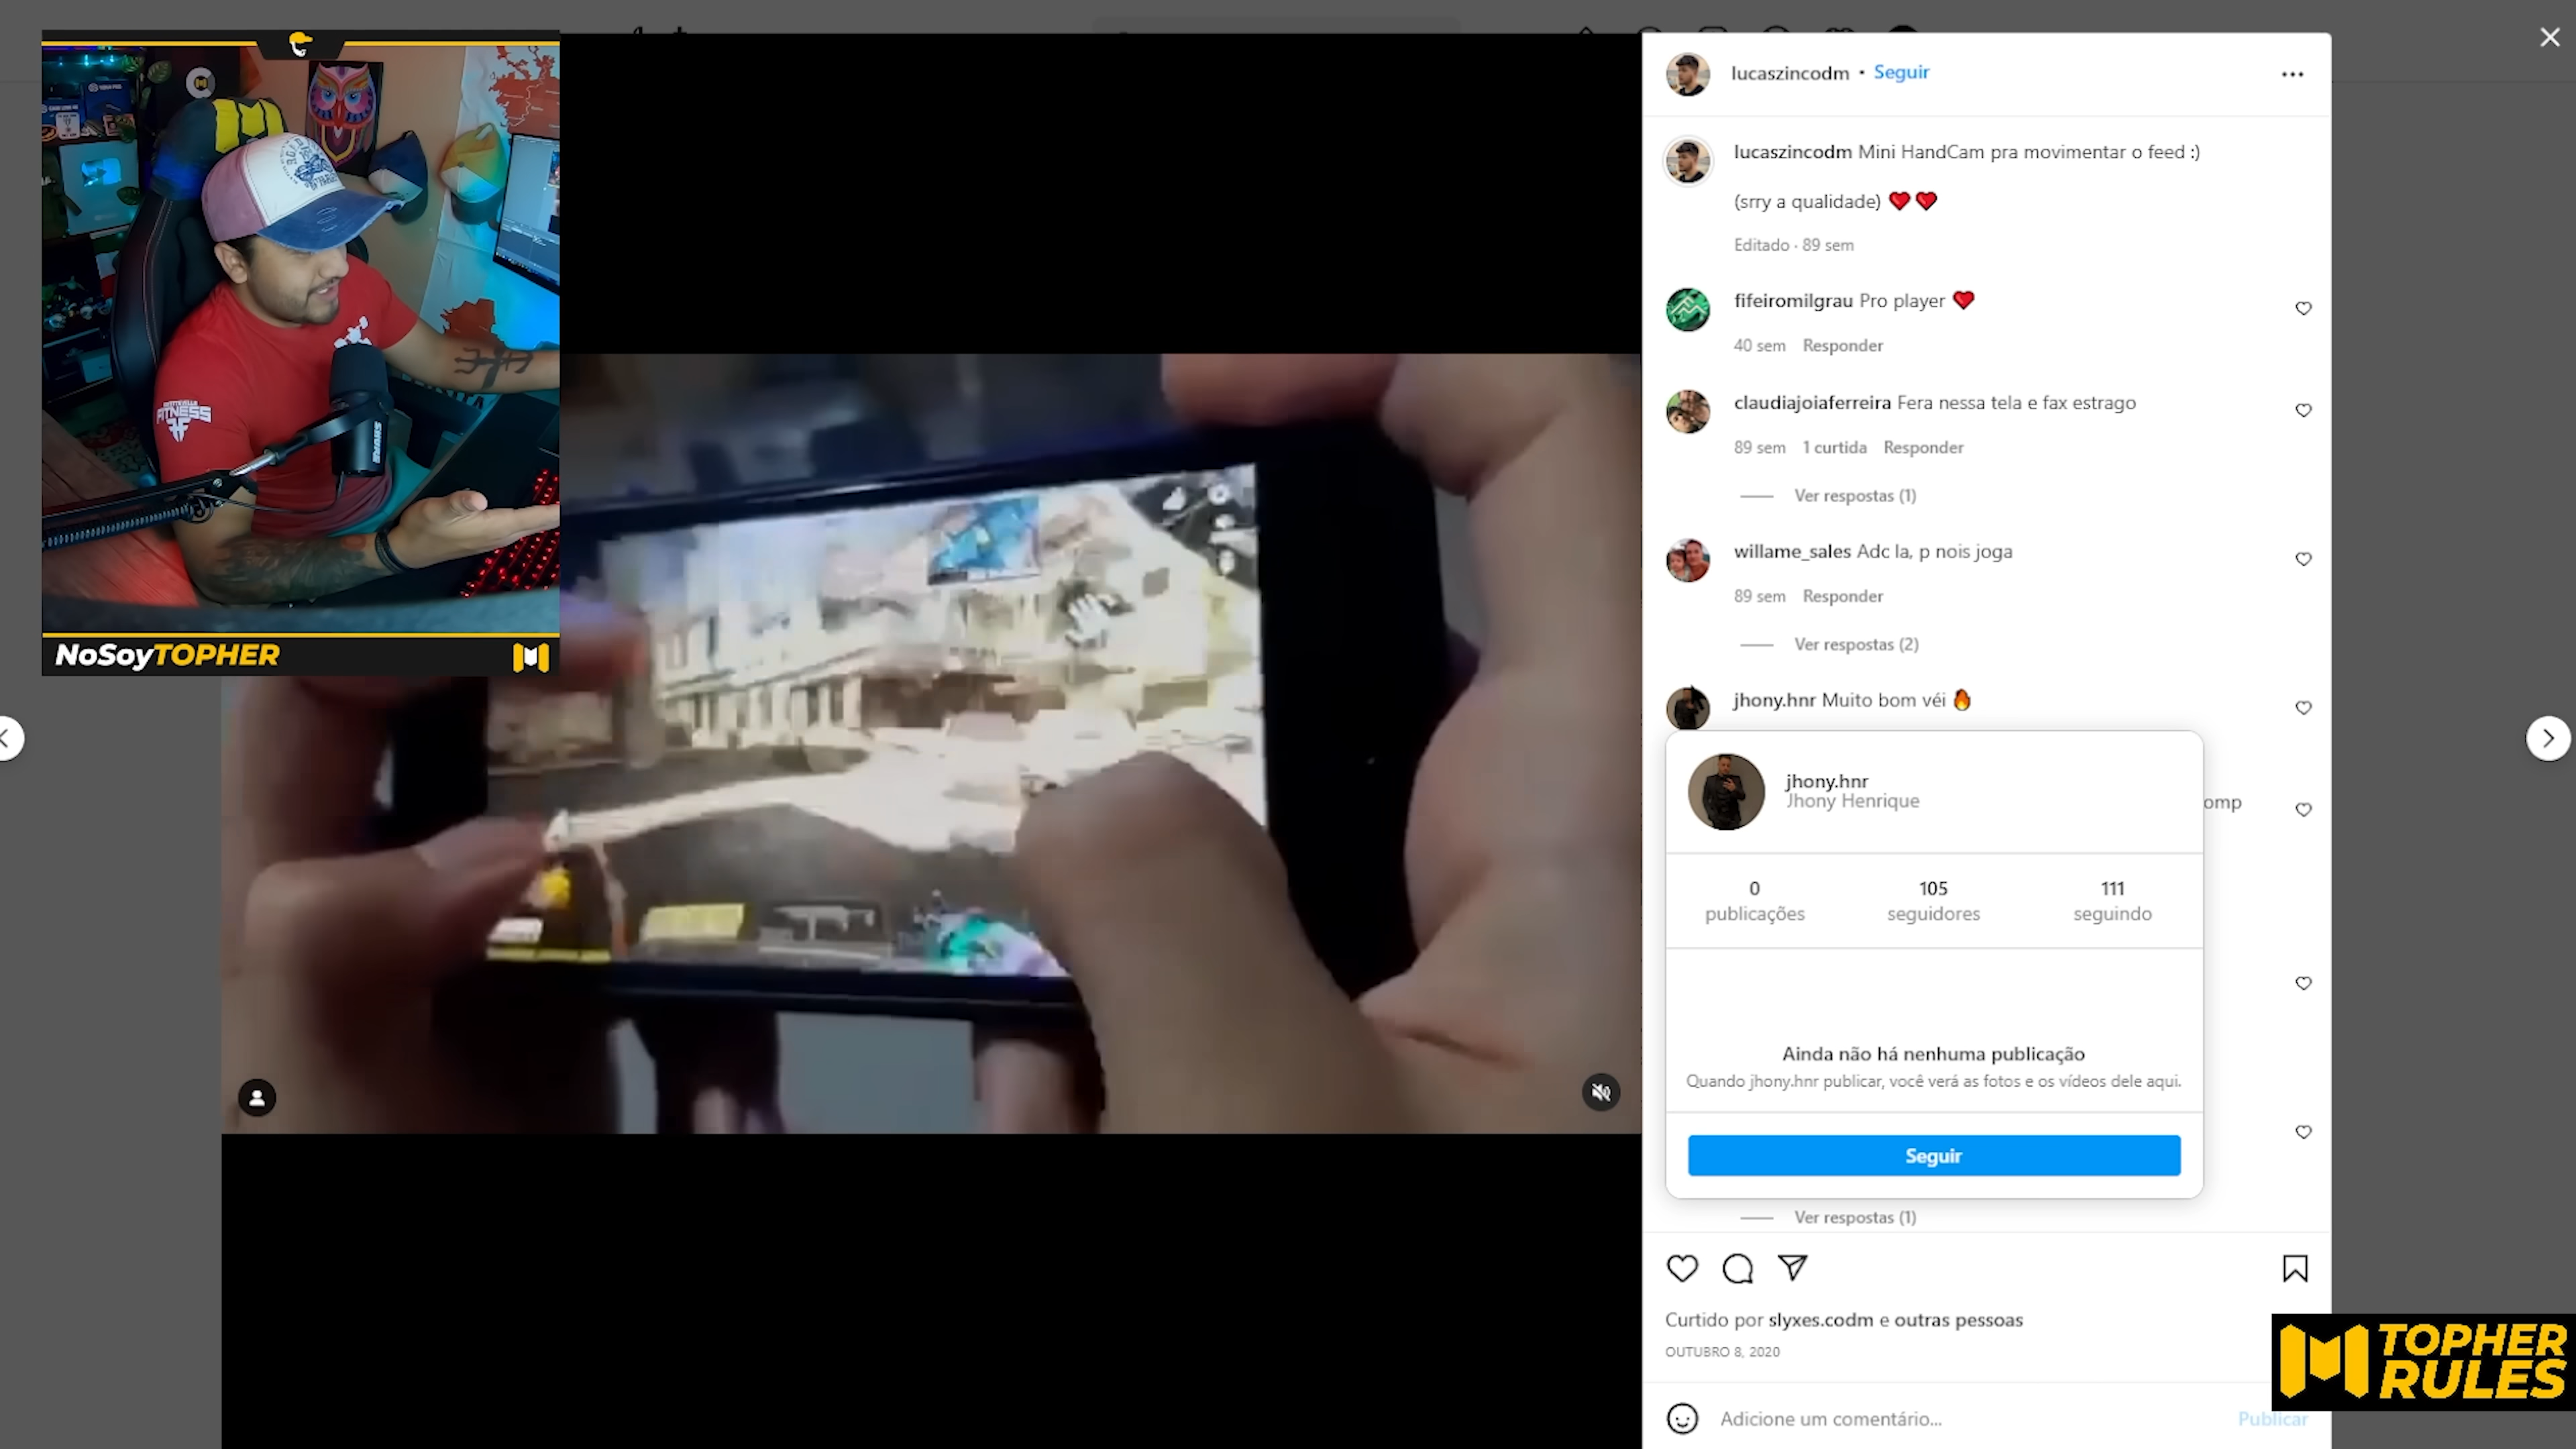 FITNESS
SHURE
NoSoyTOPHER
lucaszincodm • Seguir
lucaszincodm Mini HandCam pra movimentar o feed :)
(srry a qualidade) ❤️❤️
Editado · 89 sem
fifeiromilgrau Pro player ❤️
40 sem Responder
claudiajoiaferreira Fera nessa tela e fax estrago
89 sem 1 curtida Responder
Ver respostas (1)
willame_sales Adc la, p nois joga
89 sem Responder
Ver respostas (2)
jhony.hnr Muito bom véi 🔥
jhony.hnr
Jhony Henrique
omp
0 105 111
publicações seguidores seguindo
Ainda não há nenhuma publicação
Quando jhony.hnr publicar, você verá as fotos e os vídeos dele aqui.
Seguir
Ver respostas (1)
Curtido por slyxes.codm e outras pessoas
OUTUBRO 8, 2020
Adicione um comentário... Publicar
TOPHER
RULES